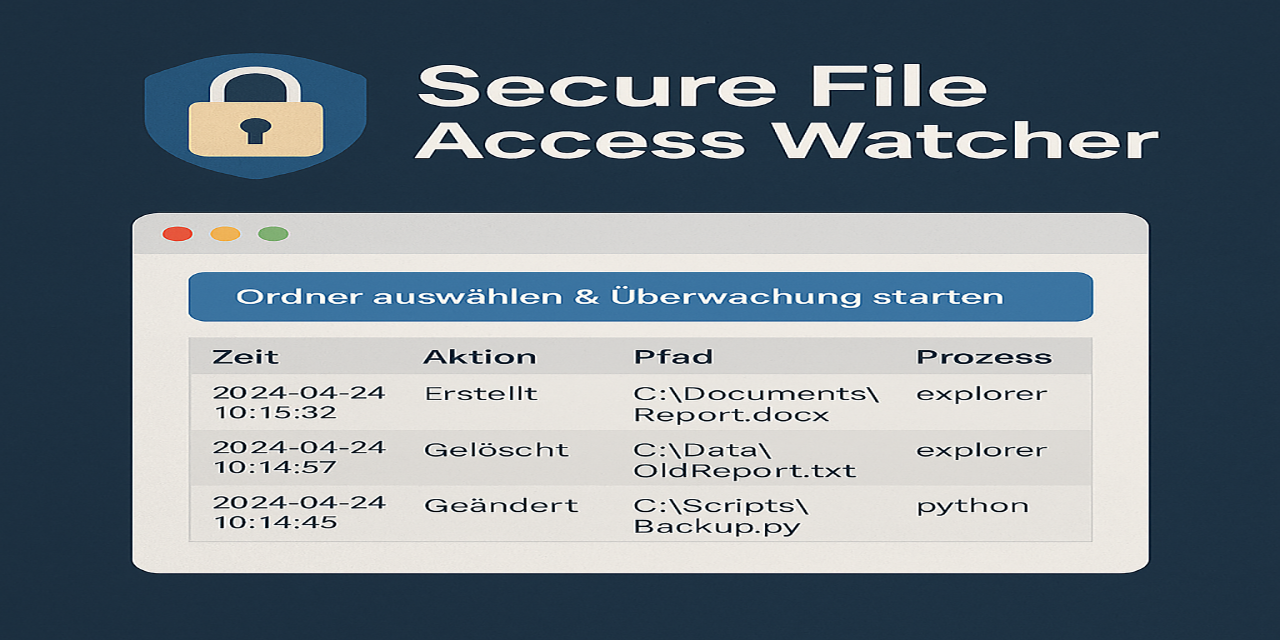 Secure File
Access Watcher
Ordner auswählen & Überwachung starten
Zeit Aktion Pfad Prozess
2024-04-24 Erstellt C:\Documents\ explorer
10:15:32 Report.docx
2024-04-24 Gelöscht C:\Data\ explorer
10:14:57 OldReport.txt
2024-04-24 Geändert C:\Scripts\ python
10:14:45 Backup.py